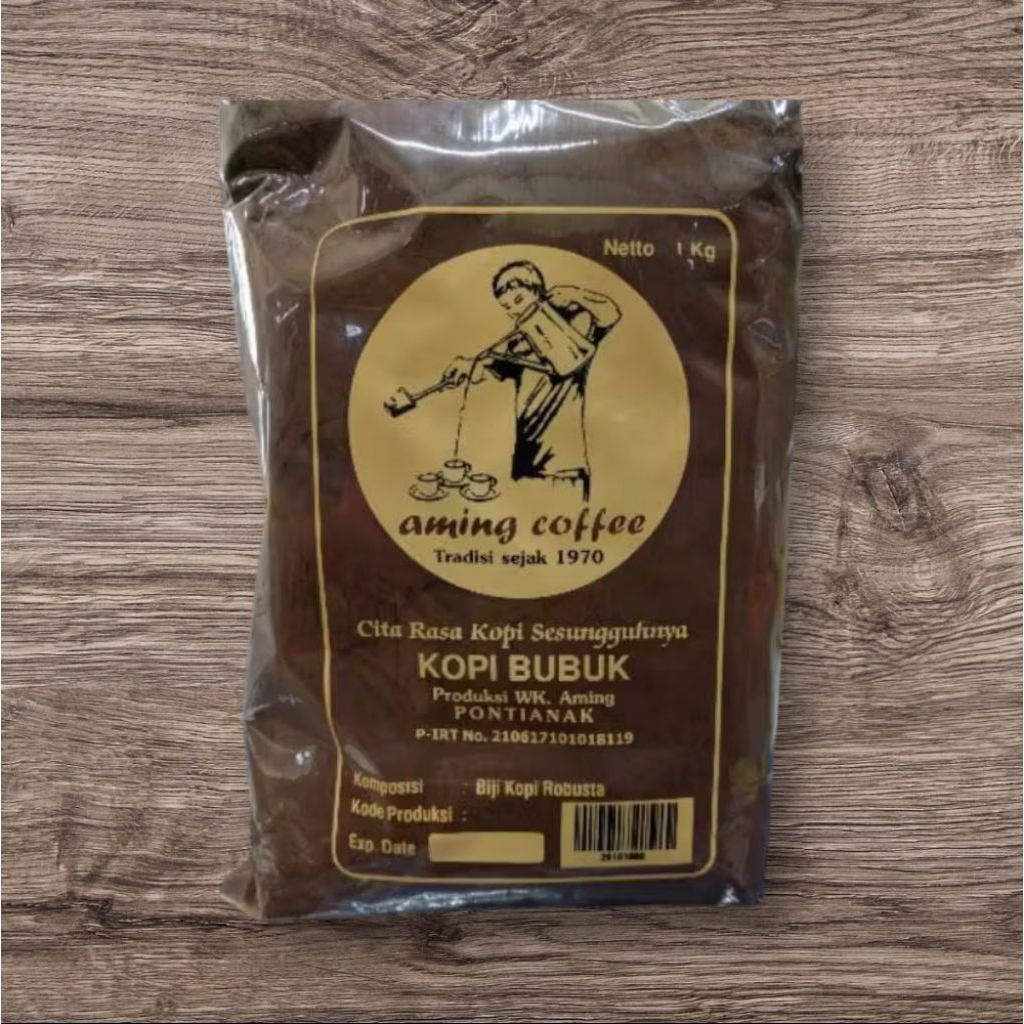 Netto 1 Kg
aming coffee
Tradisi sejak 1970
Cita Rasa Kopi Sesungguhnya
KOPI BUBUK
Produksi WK. Aming
PONTIANAK
P-IRT No. 210617101018119
Komposisi : Biji Kopi Robusta
Kode Produksi :
Exp. Date